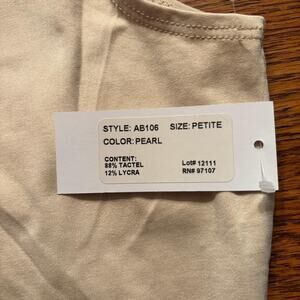 STYLE: AB106 SIZE: PETITE
COLOR: PEARL
CONTENT:
88% TACTEL Lot# 12111
12% LYCRA RN# 97107